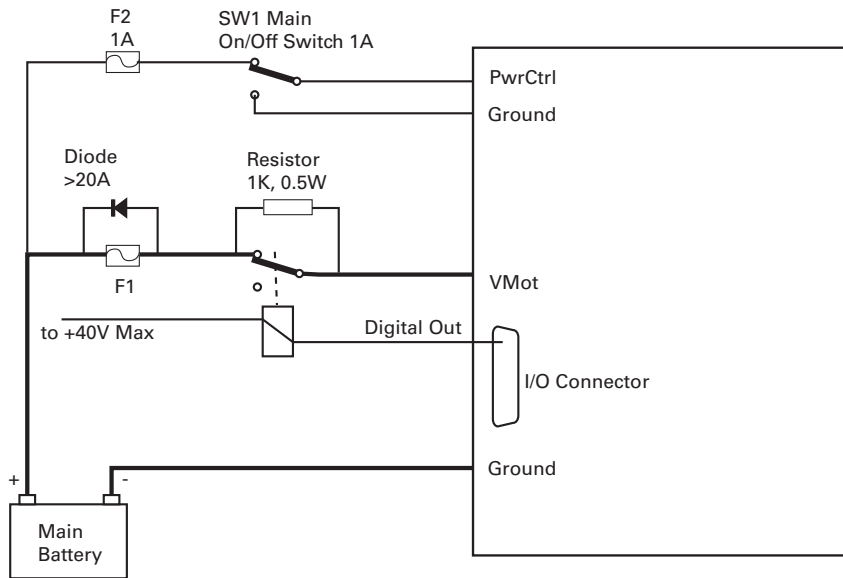 F2
1A
SW1 Main
On/Off Switch 1A
PwrCtrl
Ground
Diode
>20A
Resistor
1K, 0.5W
F1
VMot
to +40V Max
Digital Out
I/O Connector
Ground
+
-
Main
Battery